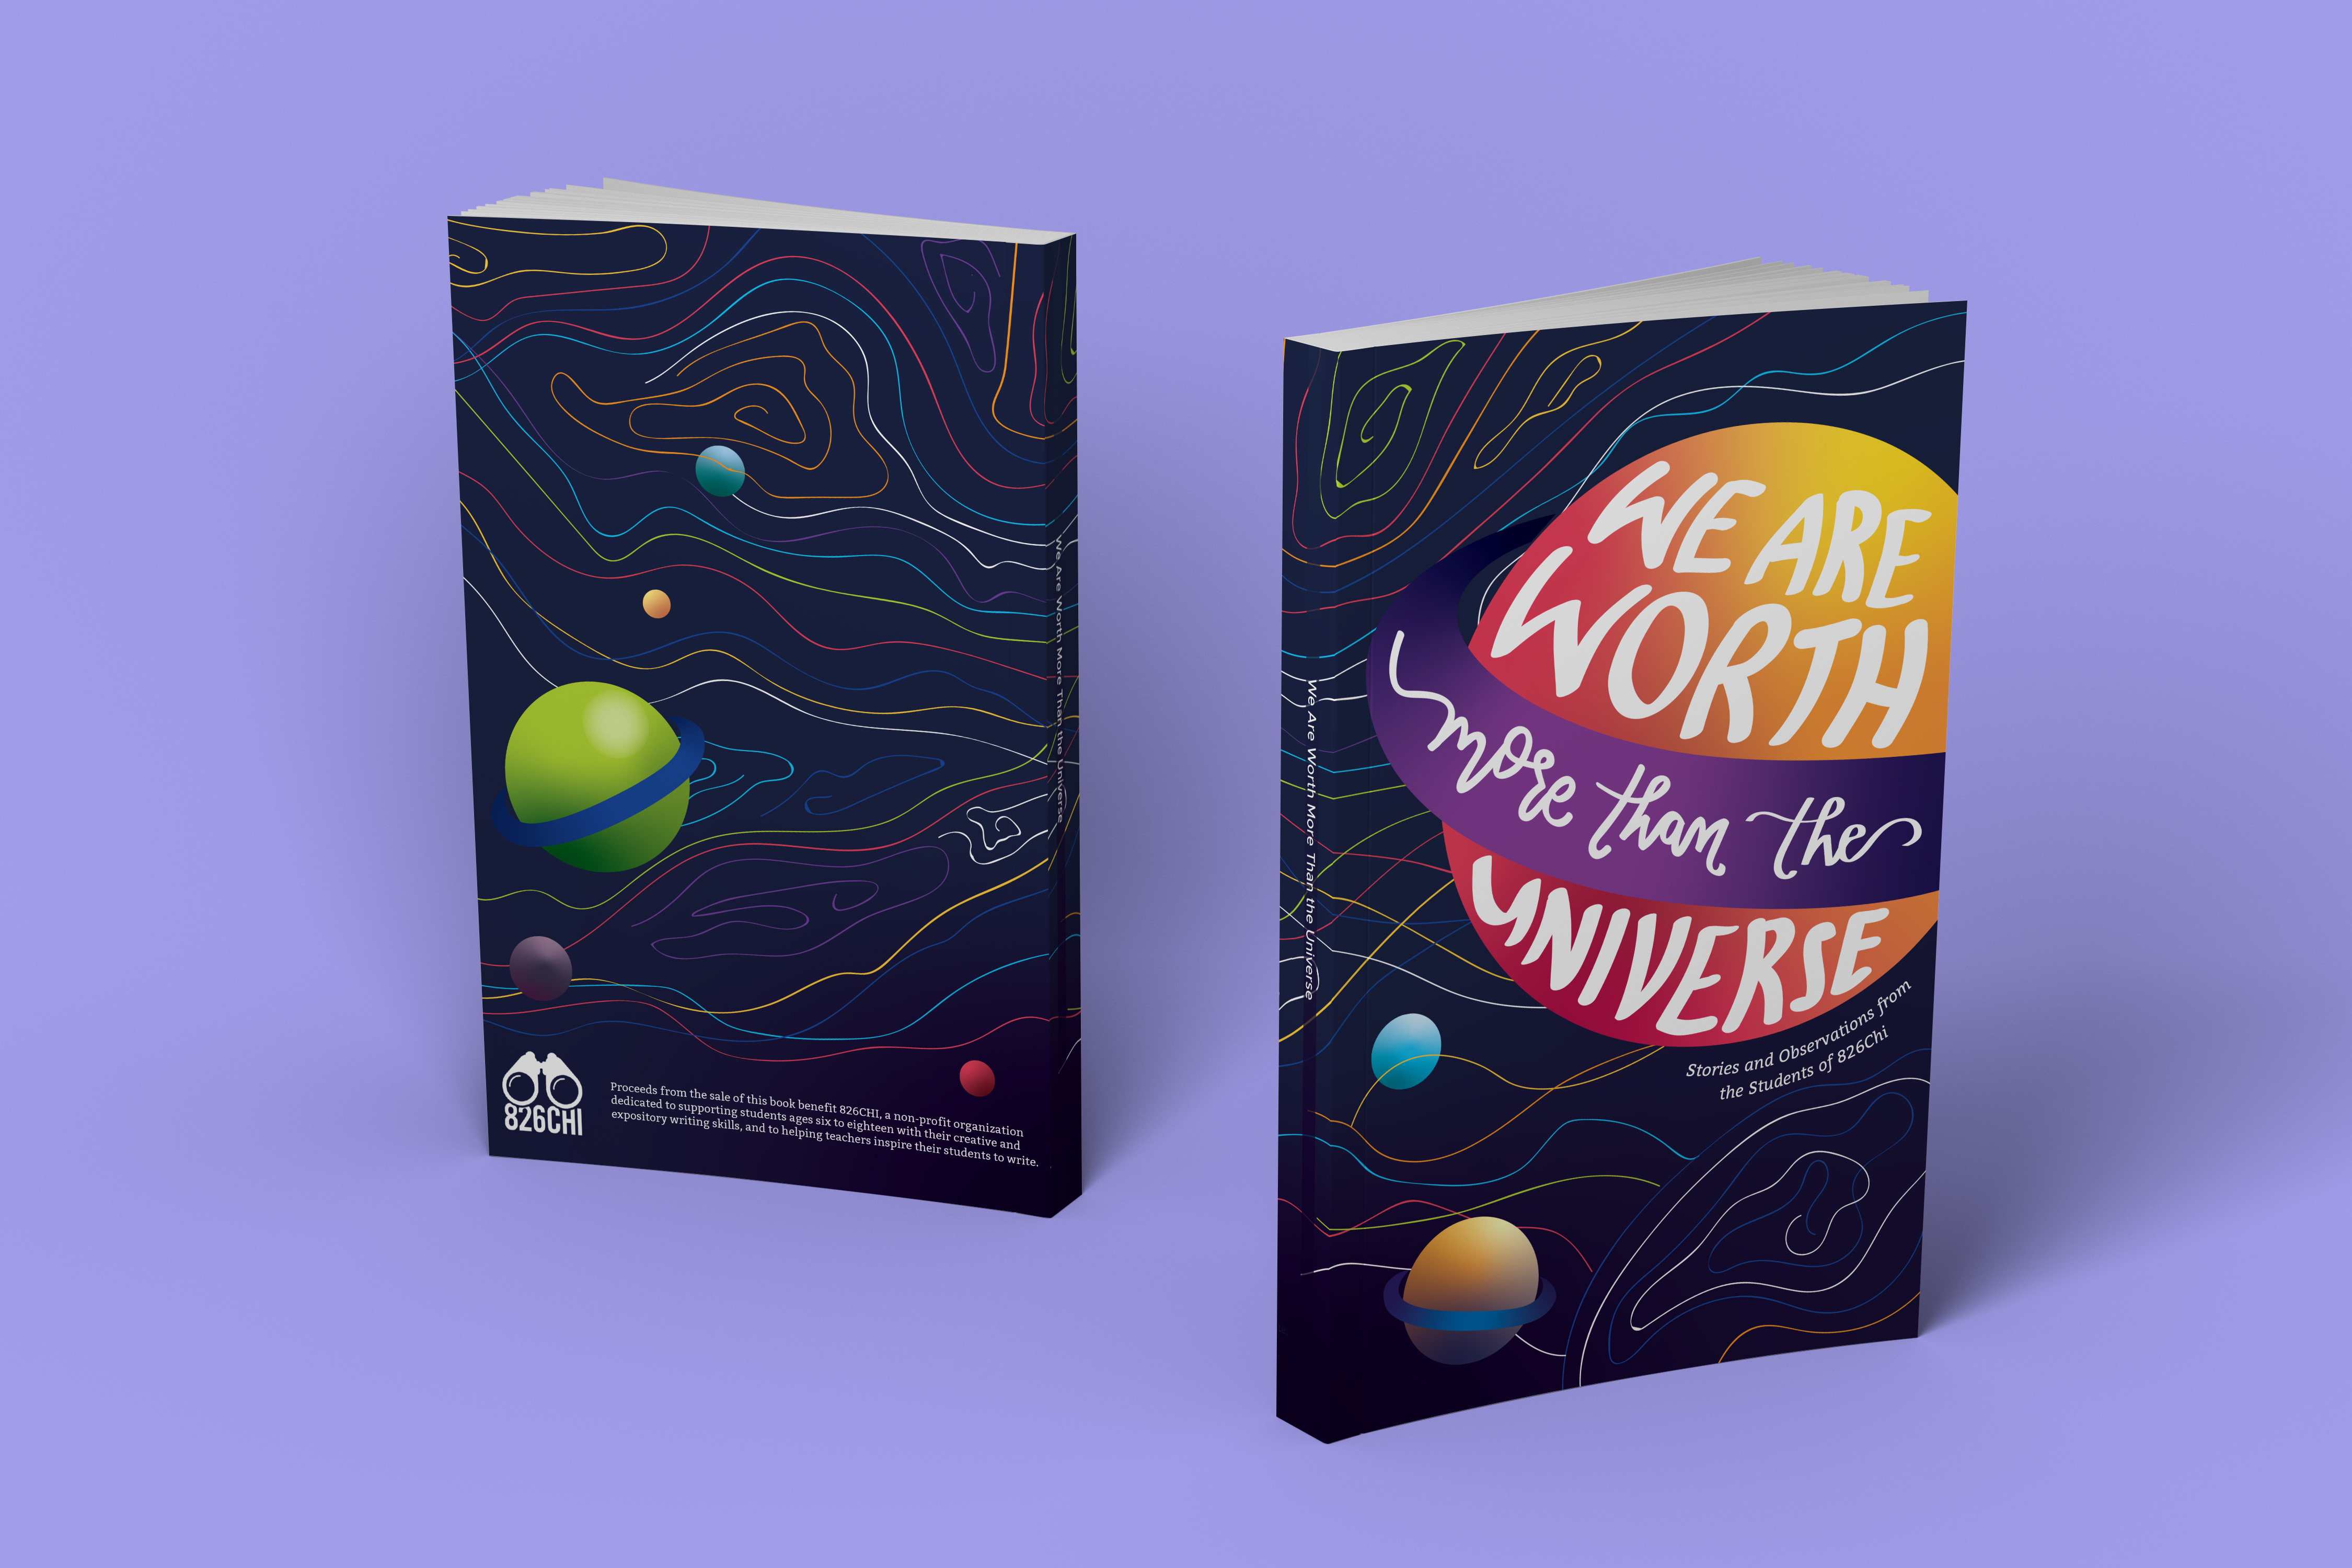 We Are Worth More Than the Universe
826CHI
Proceeds from the sale of this book benefit 826CHI, a non-profit organization
dedicated to supporting students ages six to eighteen with their creative and
expository writing skills, and to helping teachers inspire their students to write.
We Are Worth More Than the Universe
WE ARE
WORTH
more than the
UNIVERSE
Stories and Observations from
the Students of 826Chi